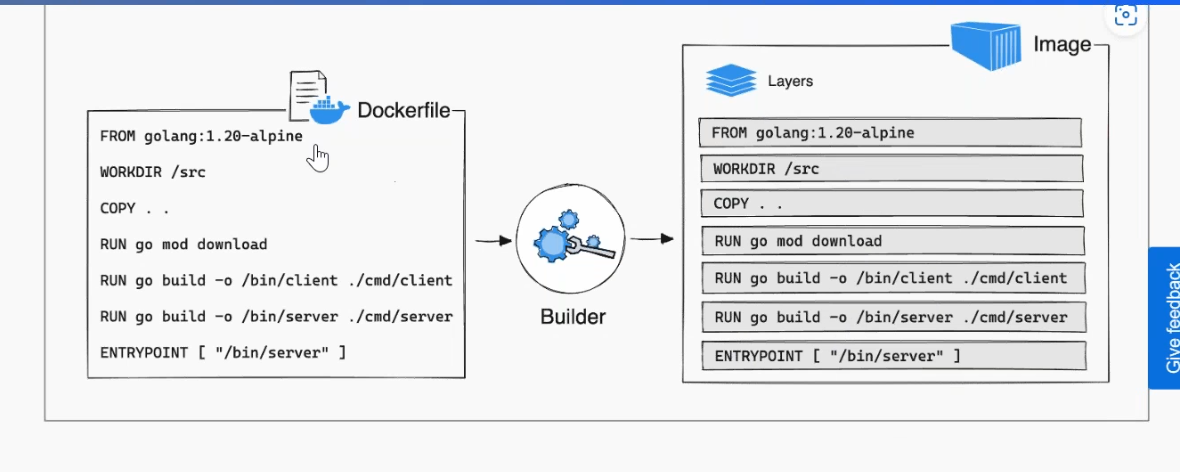 Dockerfile
FROM golang:1.20-alpine
WORKDIR /src
COPY . .
RUN go mod download
RUN go build -o /bin/client ./cmd/client
RUN go build -o /bin/server ./cmd/server
ENTRYPOINT [ "/bin/server" ]
Builder
Image
Layers
FROM golang:1.20-alpine
WORKDIR /src
COPY . .
RUN go mod download
RUN go build -o /bin/client ./cmd/client
RUN go build -o /bin/server ./cmd/server
ENTRYPOINT [ "/bin/server" ]
Give feedback